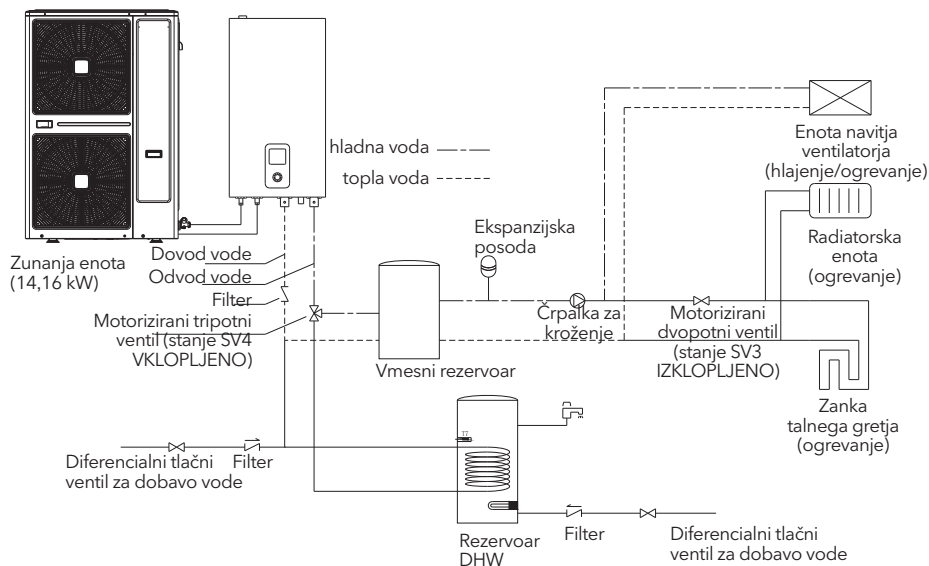 hladna voda
topla voda
Enota navitja
ventilatorja
(hlajenje/ogrevanje)
Ekspanzijska
posoda
Radiatorska
enota
(ogrevanje)
Zunanja enota
(14,16 kW)
Dovod vode
Odvod vode
Filter
Motorizirani tripotni
ventil (stanje SV4
VKLOPLJENO)
Vmesni rezervoar
Črpalka za
kroženje
Motorizirani
dvopotni ventil
(stanje SV3
IZKLOPLJENO)
Zanka
talnega gretja
(ogrevanje)
T7
Diferencialni tlačni
ventil za dobavo vode
Filter
Rezervoar
DHW
Filter
Diferencialni tlačni
ventil za dobavo vode